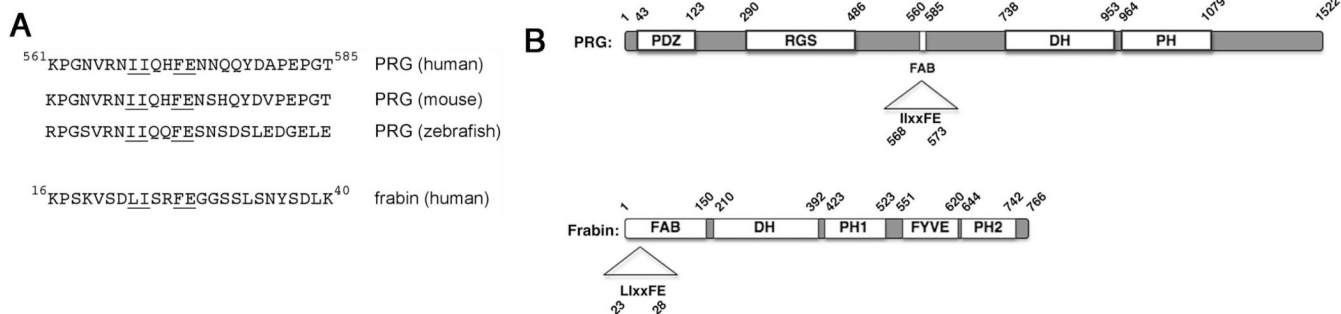 A
561KPGNVRNIIQHFENNQQYDAPEPGT585 PRG (human)
KPGNVRNIIQHFENSHQYDVPEPGT PRG (mouse)
RPGSVRNIIQQFESNSDSLEDGELE PRG (zebrafish)
16KPSKVSDLISRFEGGSSLSNYSDLK40 frabin (human)
B
1 43 123 290 486 560 585 738 953 964 1079 1522
PRG: PDZ RGS DH PH
FAB
IIxxFE
568 573
1 150 210 392 423 523 551 620 644 742 766
Frabin: FAB DH PH1 FYVE PH2
LIxxFE
23 28